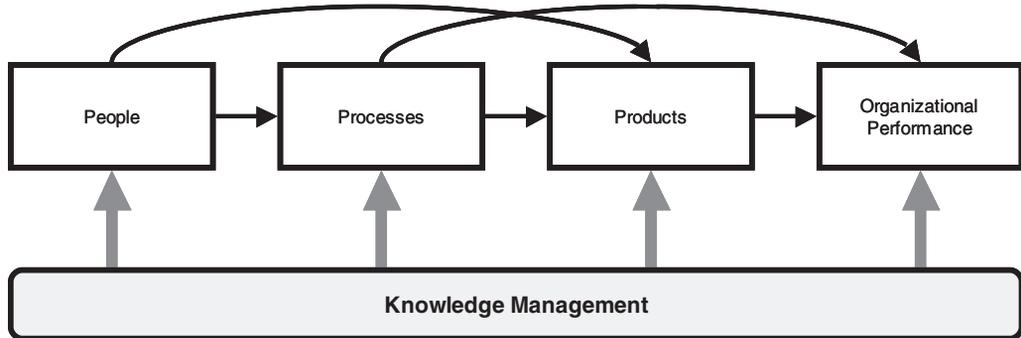 People
Processes
Products
Organizational
Performance
Knowledge Management